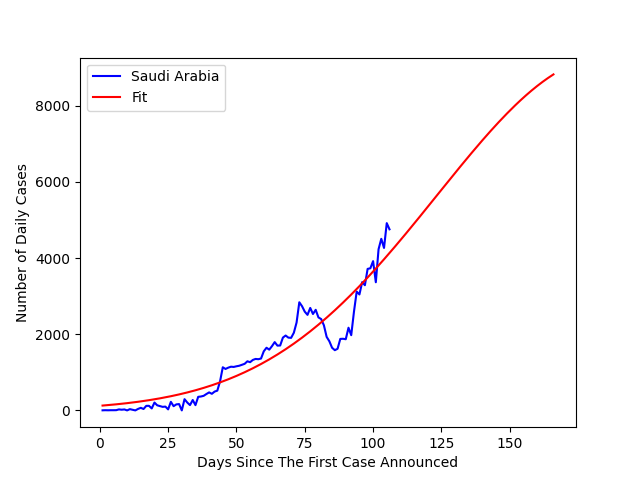 Saudi Arabia
Fit
8000
6000
4000
2000
0
Number of Daily Cases
0 25 50 75 100 125 150
Days Since The First Case Announced